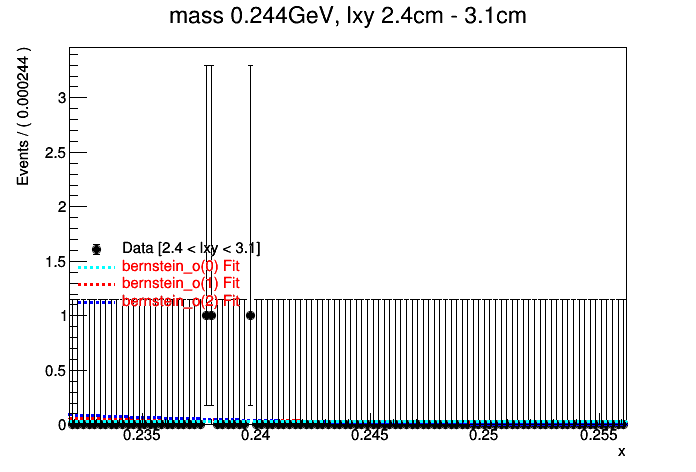 mass 0.244GeV, lxy 2.4cm - 3.1cm
Events / ( 0.000244 )
3
2.5
2
1.5
1
0.5
0
Data [2.4 < lxy < 3.1]
bernstein_o(0) Fit
bernstein_o(1) Fit
bernstein_o(2) Fit
0.235 0.24 0.245 0.25 0.255
x